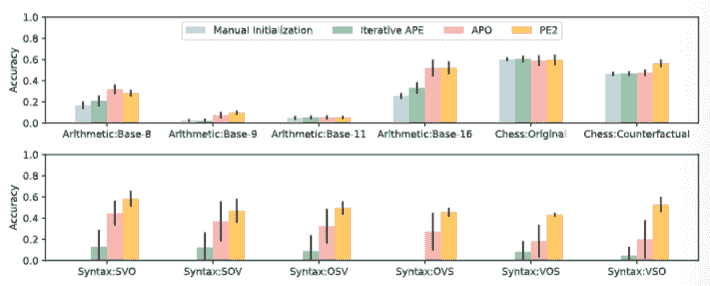 Manual Initialization Iterative APE APO PE2
Accuracy
1.0
0.8
0.6
0.4
0.2
0.0
Arithmetic:Base-8 Arithmetic:Base-9 Arithmetic:Base-11 Arithmetic:Base-16 Chess:Original Chess:Counterfactual
Accuracy
1.0
0.8
0.6
0.4
0.2
0.0
Syntax:SVO Syntax:SOV Syntax:OSV Syntax:OVS Syntax:VOS Syntax:VSO